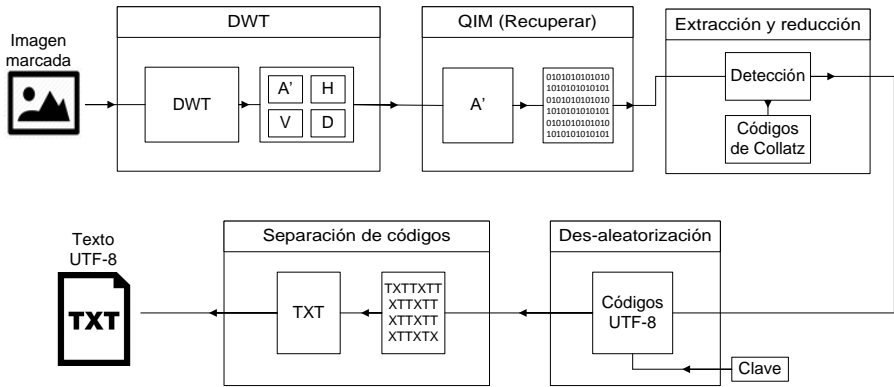 DWT
QIM (Recuperar)
Extracción y reducción
Imagen
marcada
DWT
A'
H
V
D
A'
0101010101010
1010101010101
0101010101010
1010101010101
0101010101010
1010101010101
Detección
Códigos
de Collatz
Texto
UTF-8
TXT
Separación de códigos
TXT
TXTTXTT
XTTXTT
XTTXTT
XTTXTX
Des-aleatorización
Códigos
UTF-8
Clave